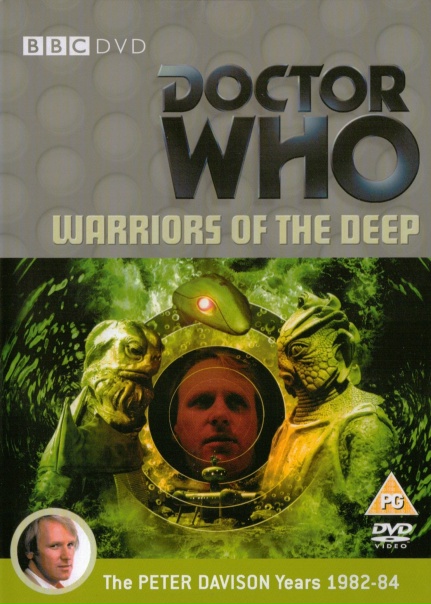 BBC DVD
DOCTOR
WHO
WARRIORS OF THE DEEP
PG
DVD
VIDEO
The PETER DAVISON Years 1982-84